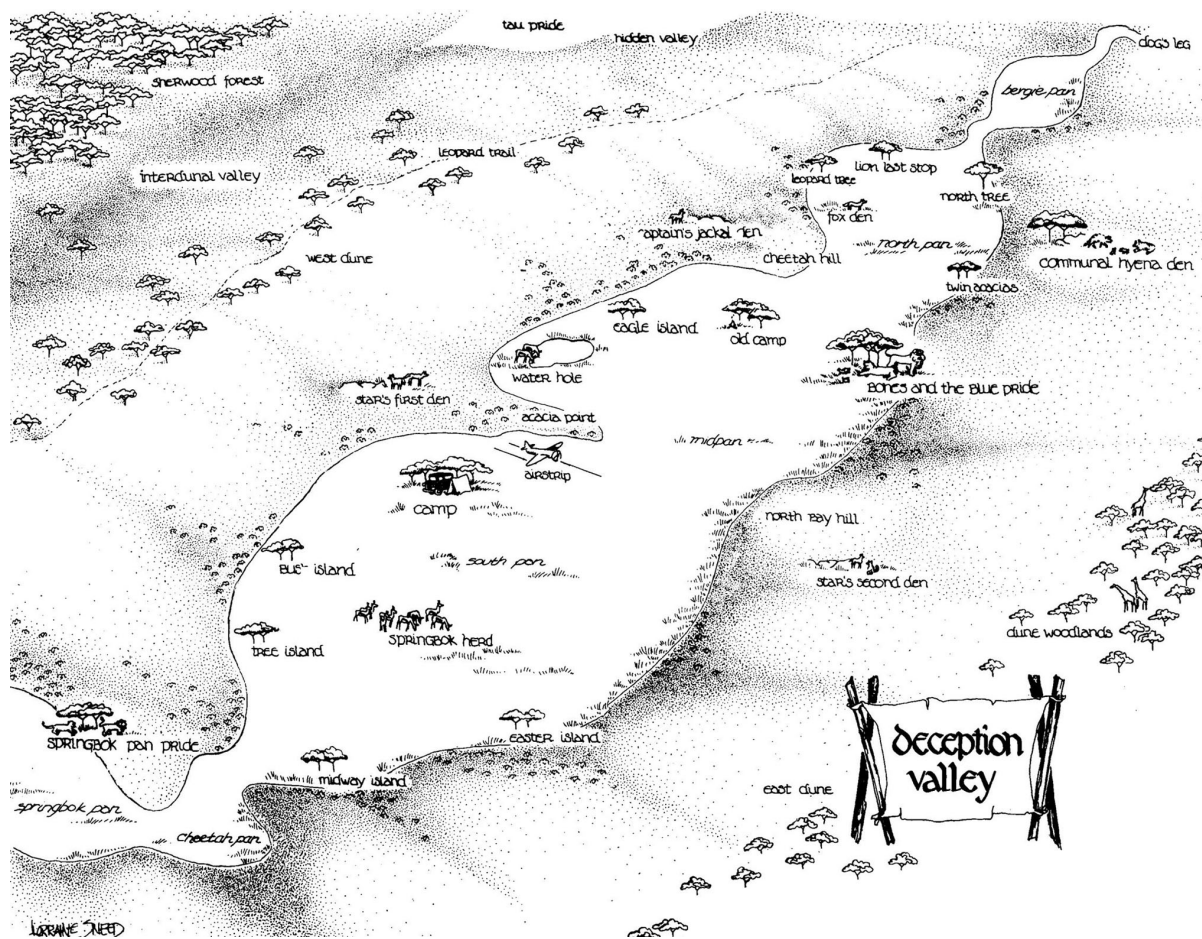 tau pride
hidden valley
dog's leg
sherwood forest
bergie pan
leopard trail
lion last stop
leopard tree
interdunal valley
north tree
fox den
aptain's jackal den
north pan
communal hyena den
west dune
cheetah hill
twin acacias
eagle island
old camp
water hole
Bones and the Blue pride
star's first den
acacia point
midpan
airstrip
camp
north bay hill
south pan
Bush island
star's second den
springbok herd
dune woodlands
tree island
easter island
springbok pan pride
deception
valley
midway island
springbok pan
east dune
cheetah pan
Lorraine Sneed